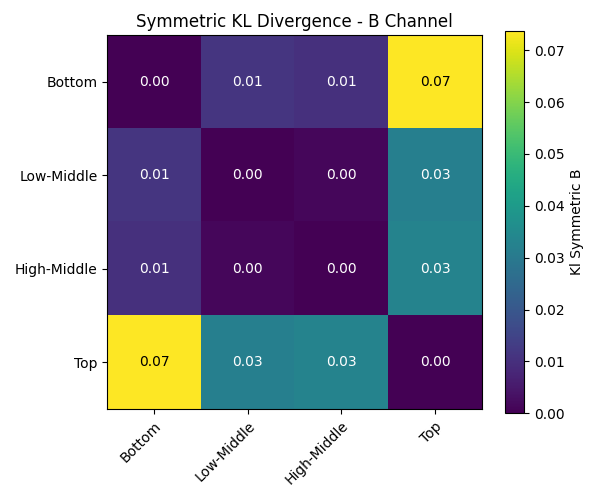 Symmetric KL Divergence - B Channel
Bottom 0.00 0.01 0.01 0.07
Low-Middle 0.01 0.00 0.00 0.03
High-Middle 0.01 0.00 0.00 0.03
Top 0.07 0.03 0.03 0.00
Bottom Low-Middle High-Middle Top
0.07
0.06
0.05
0.04
0.03
0.02
0.01
0.00
Kl Symmetric B